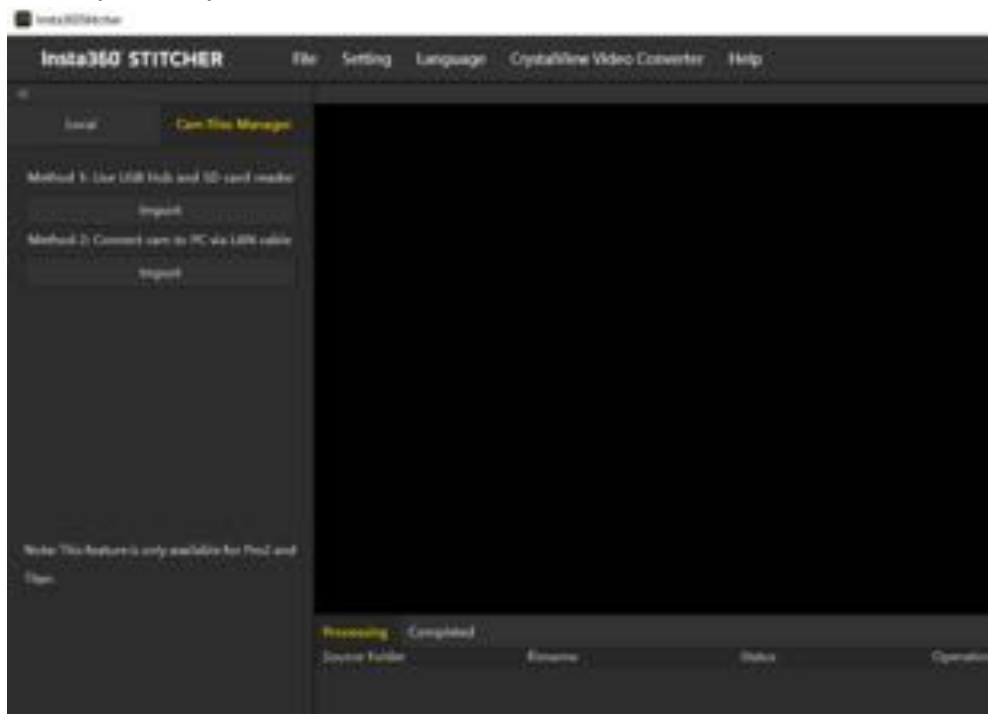 Insta360Stitcher
Insta360 STITCHER File Setting Language CrystalView Video Converter Help
Local Cam Files Manager
Method 1: Use USB Hub and SD card reader
Import
Method 2: Connect cam to PC via LAN cable
Import
Note: This feature is only available for Pro2 and
Titan
Processing Completed
Source Folder Filename Status Operation